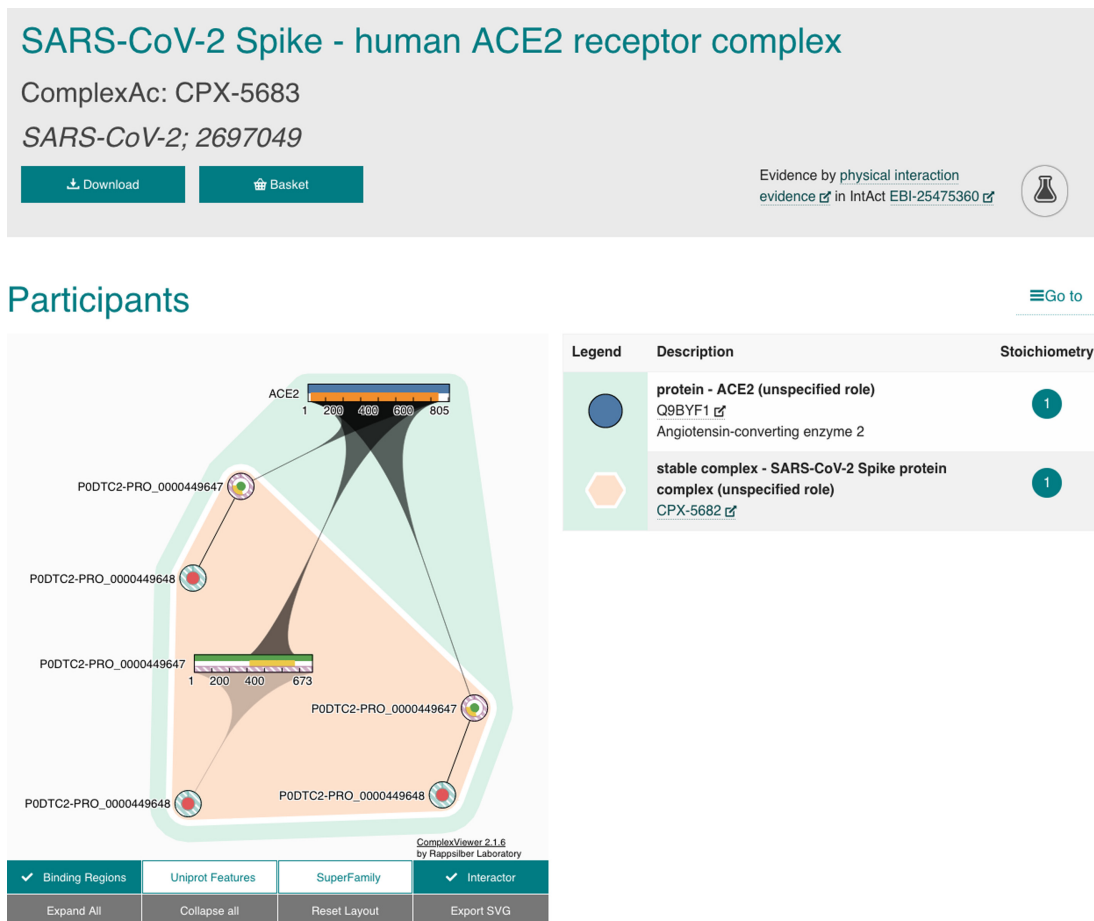 SARS-CoV-2 Spike - human ACE2 receptor complex
ComplexAc: CPX-5683
SARS-CoV-2; 2697049
Download
Basket
Evidence by physical interaction
evidence in IntAct EBI-25475360
Participants
Go to
ACE2
1 200 400 600 805
P0DTC2-PRO_0000449647
P0DTC2-PRO_0000449648
P0DTC2-PRO_0000449647
1 200 400 673
P0DTC2-PRO_0000449647
P0DTC2-PRO_0000449648
P0DTC2-PRO_0000449648
ComplexViewer 2.1.6
by Rappsilber Laboratory
Binding Regions
Uniprot Features
SuperFamily
Interactor
Expand All
Collapse all
Reset Layout
Export SVG
Legend Description Stoichiometry
protein - ACE2 (unspecified role)
Q9BYF1
Angiotensin-converting enzyme 2
1
stable complex - SARS-CoV-2 Spike protein
complex (unspecified role)
CPX-5682
1